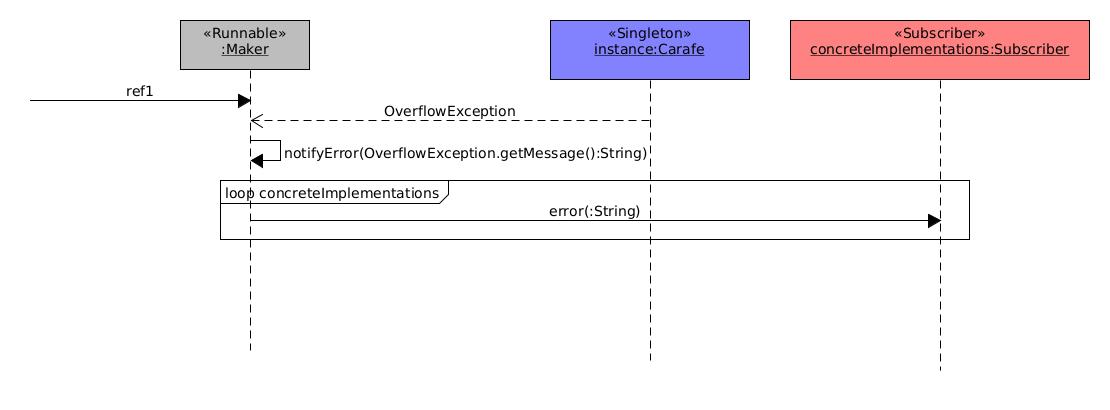 «Runnable»
:Maker
«Singleton»
instance:Carafe
«Subscriber»
concreteImplementations:Subscriber
ref1
OverflowException
notifyError(OverflowException.getMessage():String)
loop concreteImplementations
error(:String)